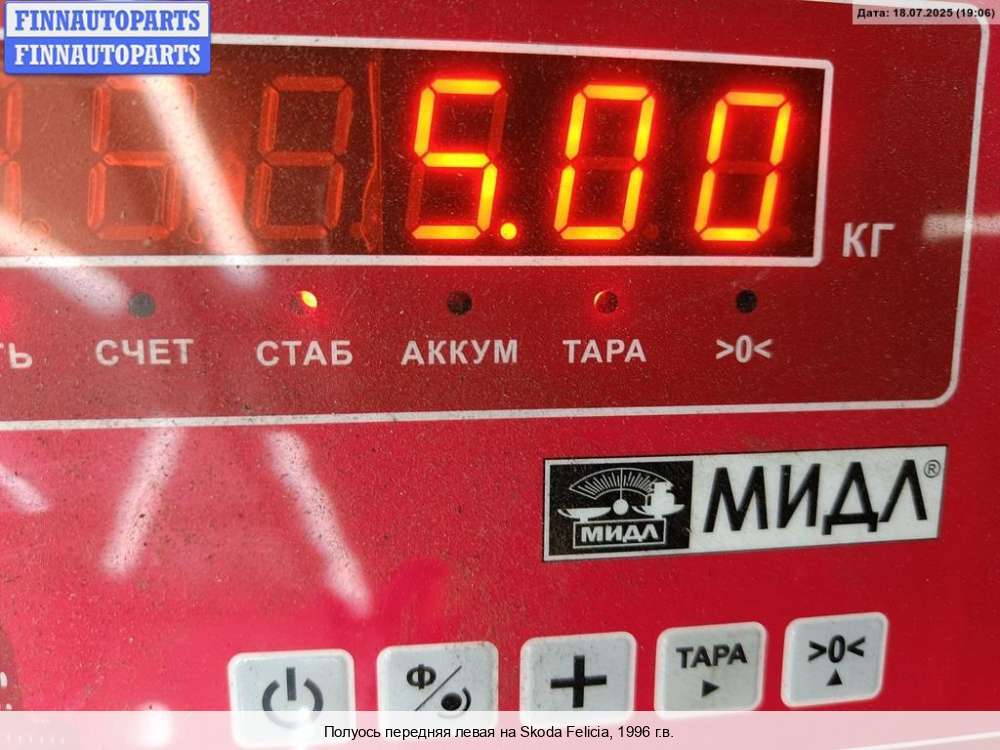 FINNAUTOPARTS
FINNAUTOPARTS
Дата: 18.07.2025 (19:06)
5.00
КГ
СЧЕТ СТАБ АККУМ ТАРА >0<
МИДЛ МИДЛ®
Ф ТАРА >0<
Полуось передняя левая на Skoda Felicia, 1996 г.в.